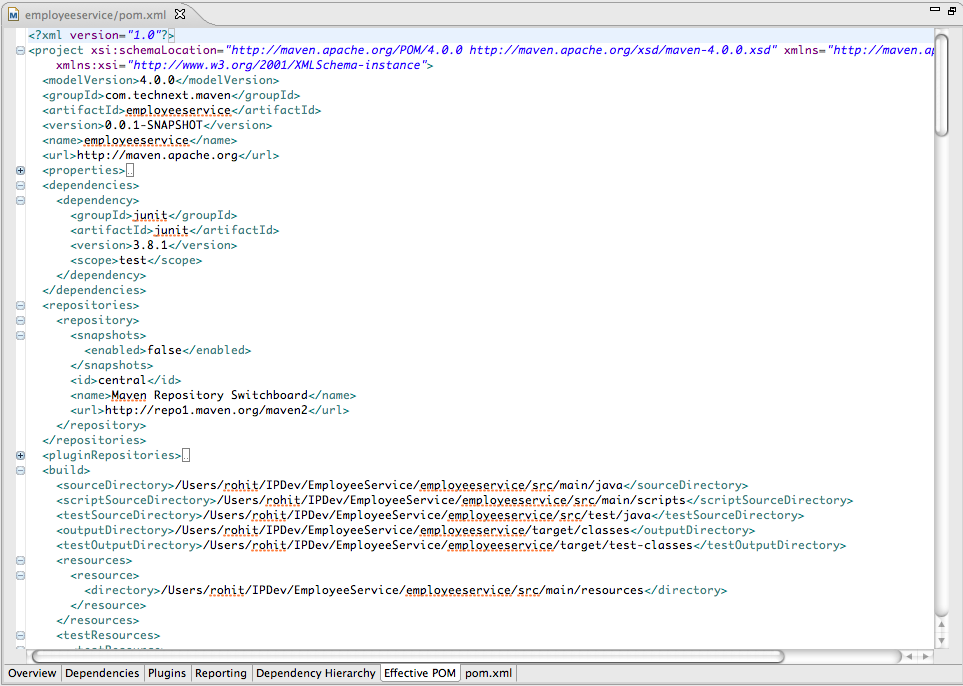 employeeservice/pom.xml
<?xml version="1.0"?>
<project xsi:schemaLocation="http://maven.apache.org/POM/4.0.0 http://maven.apache.org/xsd/maven-4.0.0.xsd" xmlns="http://maven.ap
xmlns:xsi="http://www.w3.org/2001/XMLSchema-instance">
<modelVersion>4.0.0</modelVersion>
<groupId>com.technext.maven</groupId>
<artifactId>employeeservice</artifactId>
<version>0.0.1-SNAPSHOT</version>
<name>employeeservice</name>
<url>http://maven.apache.org</url>
<properties>..
<dependencies>
<dependency>
<groupId>junit</groupId>
<artifactId>junit</artifactId>
<version>3.8.1</version>
<scope>test</scope>
</dependency>
</dependencies>
<repositories>
<repository>
<snapshots>
<enabled>false</enabled>
</snapshots>
<id>central</id>
<name>Maven Repository Switchboard</name>
<url>http://repo1.maven.org/maven2</url>
</repository>
</repositories>
<pluginRepositories>..
<build>
<sourceDirectory>/Users/rohit/IPDev/EmployeeService/employeeservice/src/main/java</sourceDirectory>
<scriptSourceDirectory>/Users/rohit/IPDev/EmployeeService/employeeservice/src/main/scripts</scriptSourceDirectory>
<testSourceDirectory>/Users/rohit/IPDev/EmployeeService/employeeservice/src/test/java</testSourceDirectory>
<outputDirectory>/Users/rohit/IPDev/EmployeeService/employeeservice/target/classes</outputDirectory>
<testOutputDirectory>/Users/rohit/IPDev/EmployeeService/employeeservice/target/test-classes</testOutputDirectory>
<resources>
<resource>
<directory>/Users/rohit/IPDev/EmployeeService/employeeservice/src/main/resources</directory>
</resource>
</resources>
<testResources>
Overview Dependencies Plugins Reporting Dependency Hierarchy Effective POM pom.xml